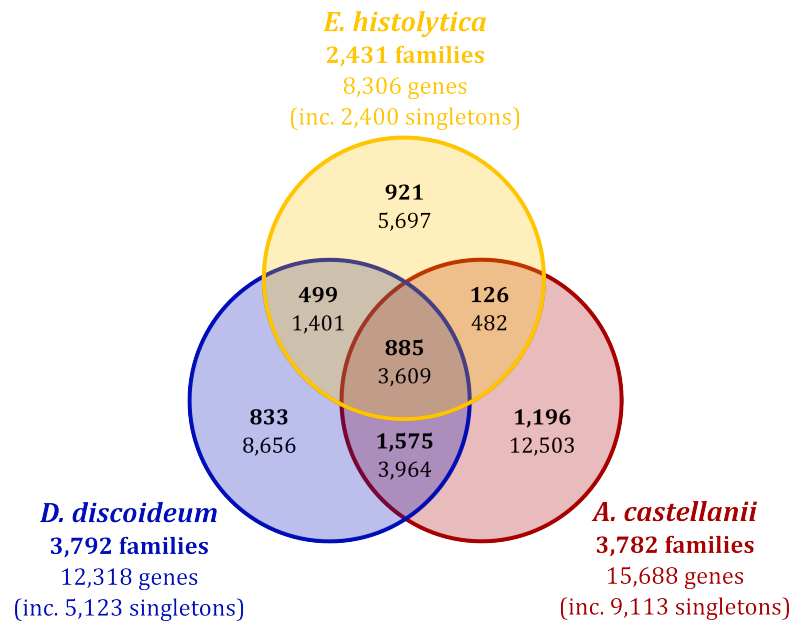 E. histolytica
2,431 families
8,306 genes
(inc. 2,400 singletons)
921
5,697
499
1,401
126
482
885
3,609
833
8,656
1,575
3,964
1,196
12,503
D. discoideum
3,792 families
12,318 genes
(inc. 5,123 singletons)
A. castellanii
3,782 families
15,688 genes
(inc. 9,113 singletons)